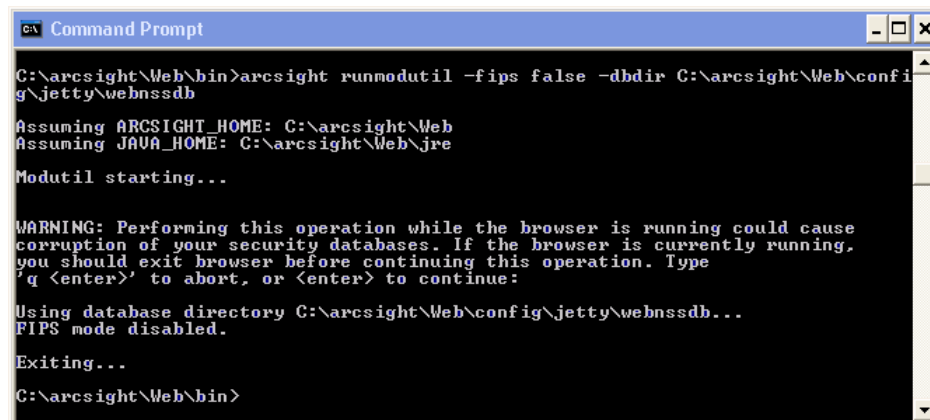 Command Prompt
C:\arcsight\Web\bin>arcsight runmodutil -fips false -dbdir C:\arcsight\Web\confi
g\jetty\webnssdb
Assuming ARCSIGHT_HOME: C:\arcsight\Web
Assuming JAVA_HOME: C:\arcsight\Web\jre
Modutil starting...
WARNING: Performing this operation while the browser is running could cause
corruption of your security databases. If the browser is currently running,
you should exit browser before continuing this operation. Type
'q <enter>' to abort, or <enter> to continue:
Using database directory C:\arcsight\Web\config\jetty\webnssdb...
FIPS mode disabled.
Exiting...
C:\arcsight\Web\bin>